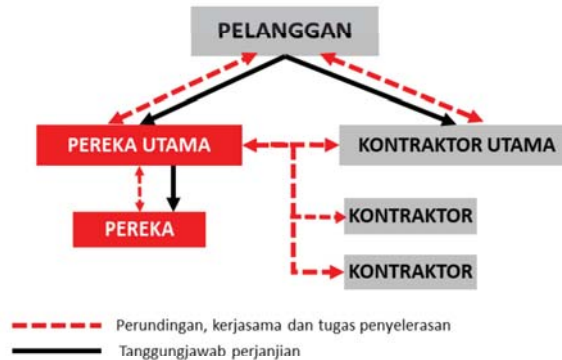 PELANGGAN
PEREKA UTAMA
KONTRAKTOR UTAMA
PEREKA
KONTRAKTOR
KONTRAKTOR
Perundingan, kerjasama dan tugas penyelerasan
Tanggungjawab perjanjian